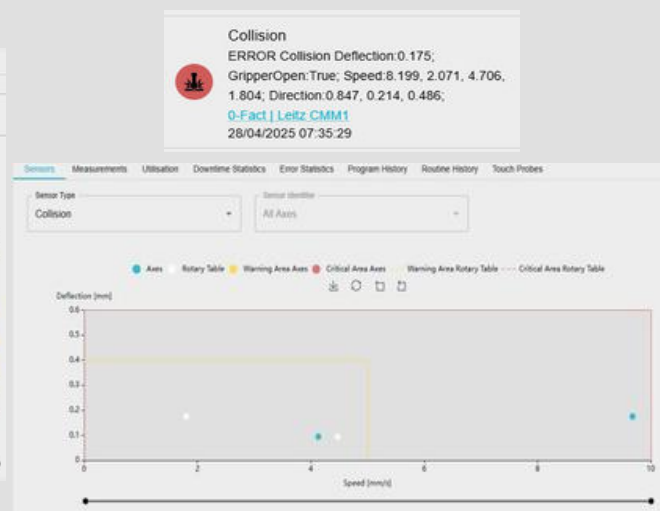 Collision
ERROR Collision Deflection:0.175;
GripperOpen:True; Speed:8.199, 2.071, 4.706,
1.804; Direction:0.847, 0.214, 0.486;
0-Fact | Leitz CMM1
28/04/2025 07:35:29
Sensors Measurements Utilisation Downtime Statistics Error Statistics Program History Routine History Touch Probes
Sensor Type Sensor Identifier
Collision All Axes
Axes Rotary Table Warning Area Axes Critical Area Axes Warning Area Rotary Table Critical Area Rotary Table
Deflection [mm]
0.6
0.5
0.4
0.3
0.2
0.1
0
0 2 4 6 8 10
Speed [mm/s]